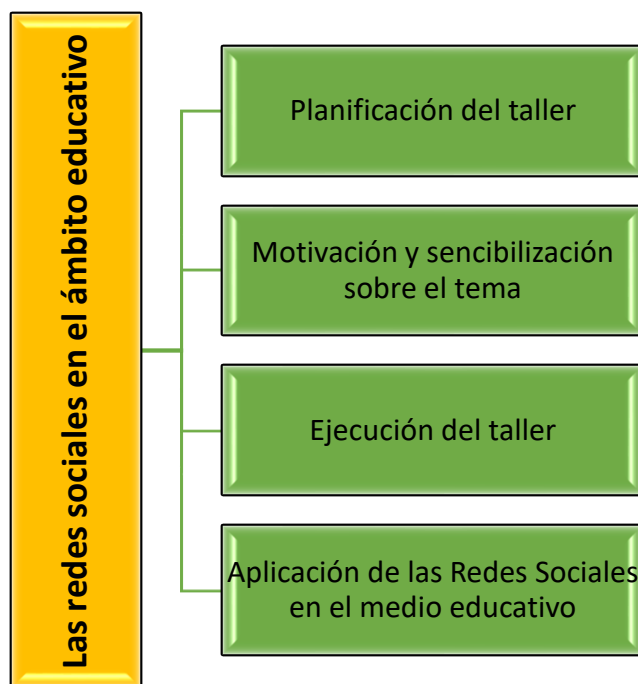 Las redes sociales en el ámbito educativo
Planificación del taller
Motivación y sencibilización
sobre el tema
Ejecución del taller
Aplicación de las Redes Sociales
en el medio educativo